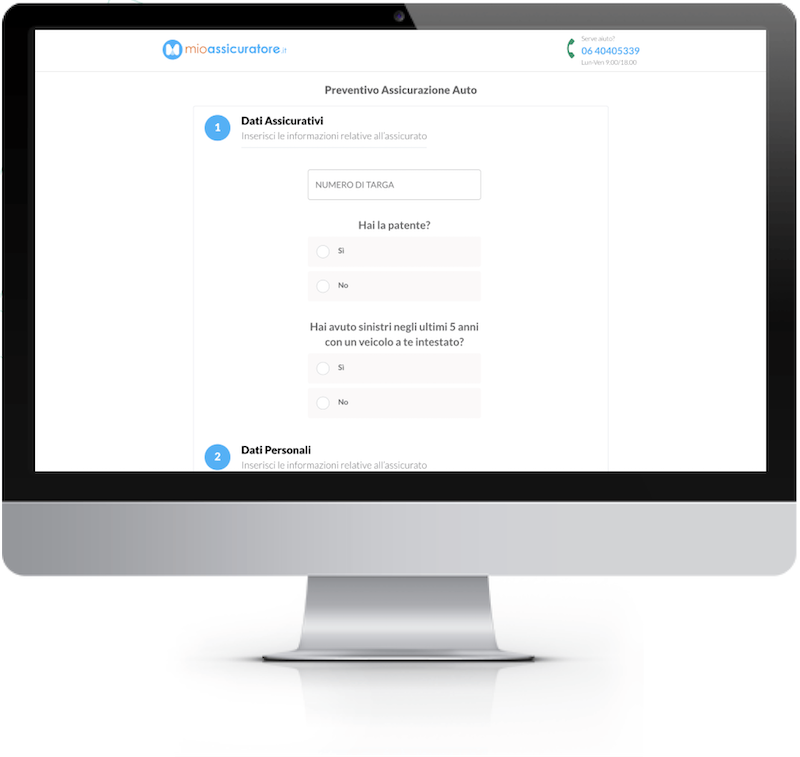 mioassicuratore.it
Serve aiuto?
06 40405339
Lun-Ven 9:00/18:00
Preventivo Assicurazione Auto
1
Dati Assicurativi
Inserisci le informazioni relative all'assicurato
NUMERO DI TARGA
Hai la patente?
Sì
No
Hai avuto sinistri negli ultimi 5 anni
con un veicolo a te intestato?
Sì
No
2
Dati Personali
Inserisci le informazioni relative all'assicurato